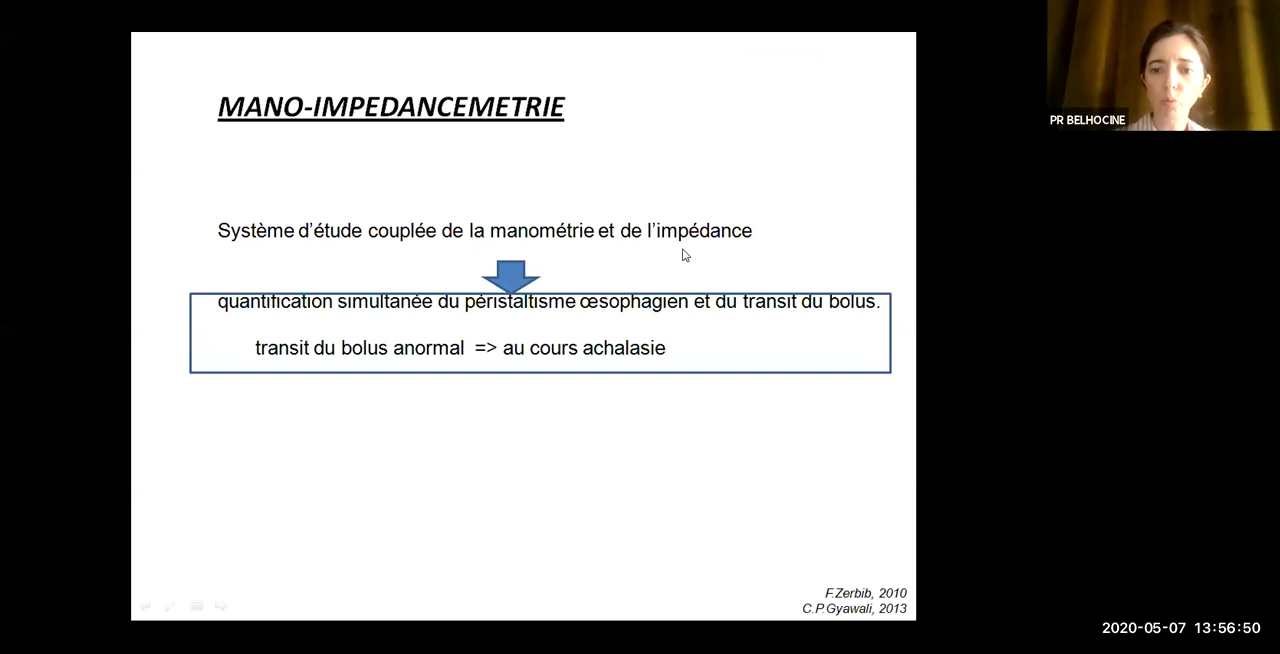 MANO-IMPEDANCEMETRIE
Système d’étude couplée de la manométrie et de l’impédance
quantification simultanée du péristaltisme œsophagien et du transit du bolus.
transit du bolus anormal => au cours achalasie
F.Zerbib, 2010
C.P.Gyawali, 2013
PR BELHOCINE
2020-05-07 13:56:50